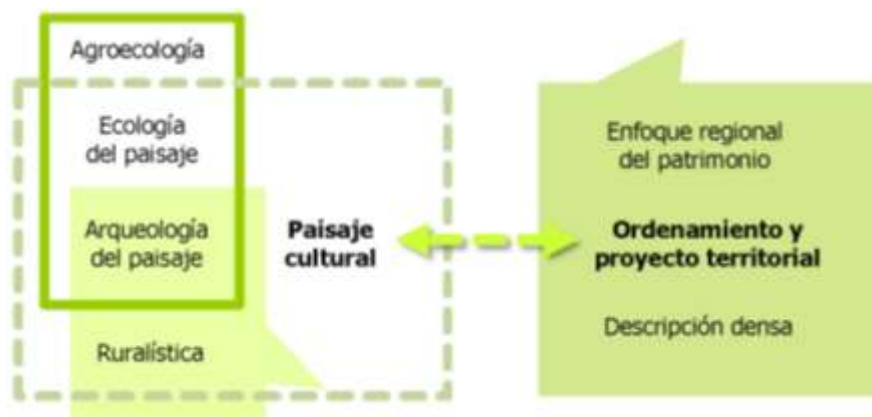 Agroecología
Ecología
del paisaje
Arqueología
del paisaje
Ruralística
Paisaje
cultural
Enfoque regional
del patrimonio
Ordenamiento y
proyecto territorial
Descripción densa